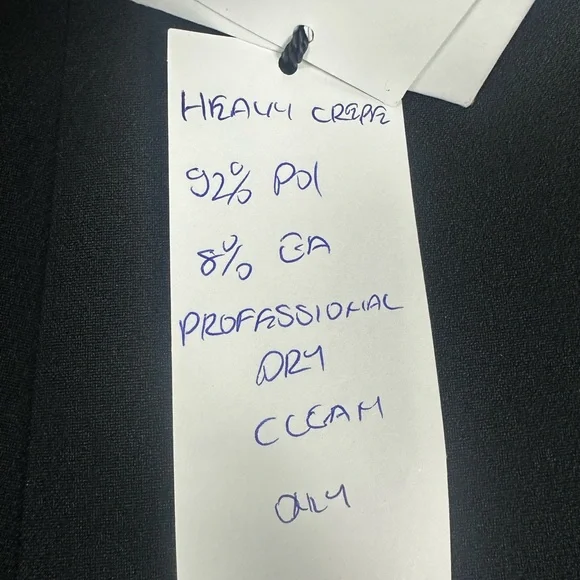 HEAVY CREPE
92% POl
8% EA
PROFESSIONAL
DRY
CLEAN
ONLY